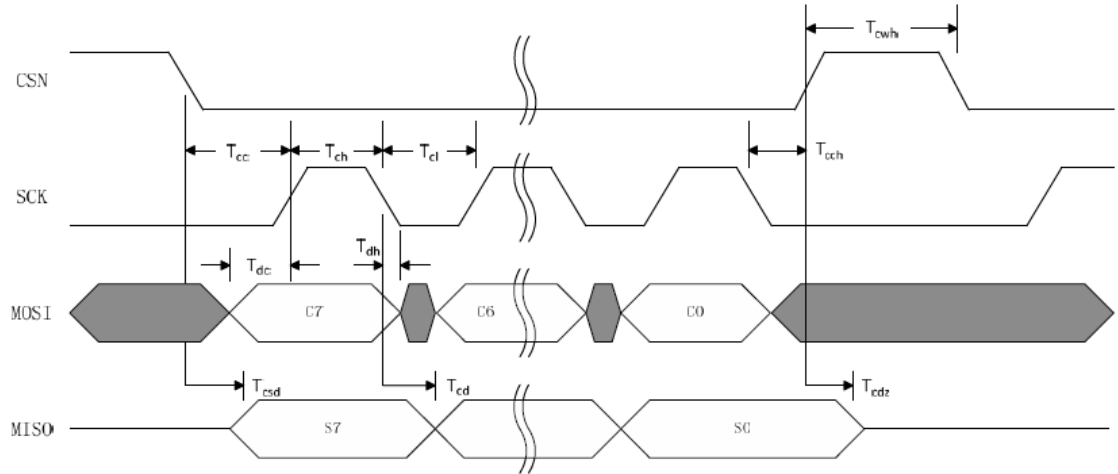 Tcwh
CSN
Tcc Tch Tcl Tcch
SCK
Tdc Tdh
MOSI C7 C6 C0
Tcsd Tcd Tcdz
MISO S7 S0